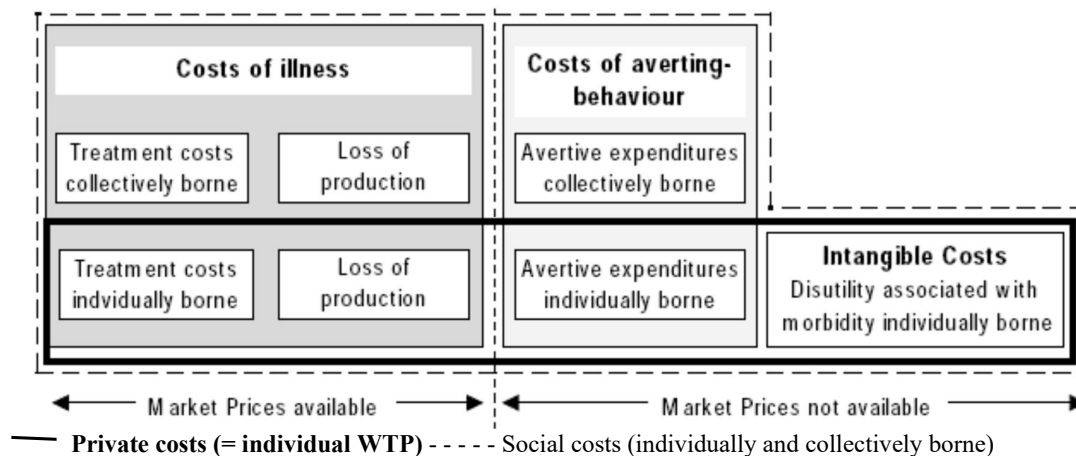 Costs of illness
Costs of averting-
behaviour
Treatment costs
collectively borne
Loss of
production
Avertive expenditures
collectively borne
Treatment costs
indvidually borne
Loss of
production
Avertive expenditures
individually borne
Intangible Costs
Disutility associated with
morbidity individually borne
Market Prices available
Market Prices not available
Private costs (= individual WTP) - - - - - Social costs (individually and collectively borne)